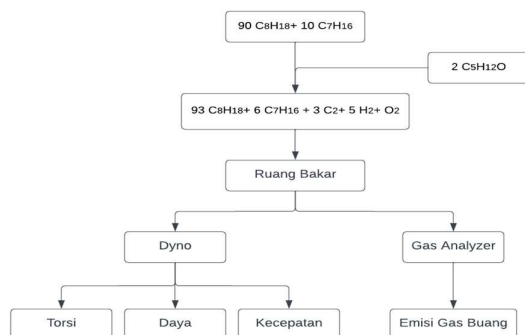 90 C8H18+ 10 C7H16
2 C5H12O
93 C8H18+ 6 C7H16 + 3 C2+ 5 H2+ O2
Ruang Bakar
Dyno
Gas Analyzer
Torsi
Daya
Kecepatan
Emisi Gas Buang